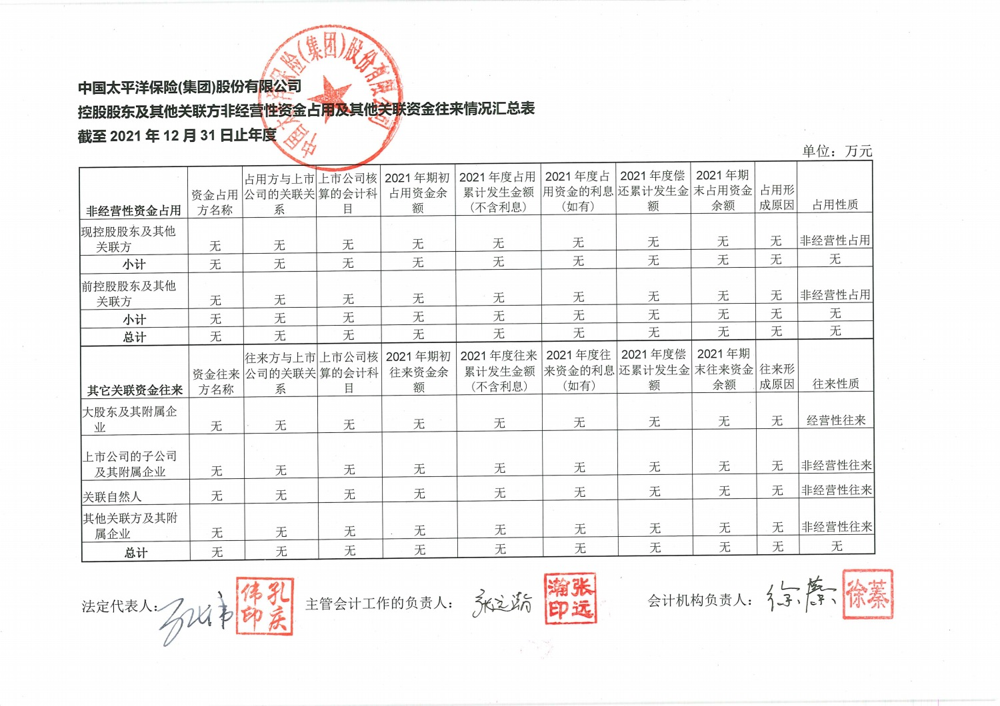 中国太平洋保险(集团)股份有限公司
控股股东及其他关联方非经营性资金占用及其他关联资金往来情况汇总表
截至 2021 年 12 月 31 日止年度
中国太平洋保险(集团)股份有限公司
单位：万元
非经营性资金占用 资金占用方名称 占用方与上市公司的关联关系 上市公司核算的会计科目 2021 年期初占用资金余额 2021 年度占用累计发生金额（不含利息） 2021 年度占用资金的利息（如有） 2021 年度偿还累计发生金额 2021 年期末占用资金余额 占用形成原因 占用性质
现控股股东及其他关联方 无 无 无 无 无 无 无 无 无 非经营性占用
小计 无 无 无 无 无 无 无 无 无 无
前控股股东及其他关联方 无 无 无 无 无 无 无 无 无 非经营性占用
小计 无 无 无 无 无 无 无 无 无 无
总计 无 无 无 无 无 无 无 无 无 无
其它关联资金往来 资金往来方名称 往来方与上市公司的关联关系 上市公司核算的会计科目 2021 年期初往来资金余额 2021 年度往来累计发生金额（不含利息） 2021 年度往来资金的利息（如有） 2021 年度偿还累计发生金额 2021 年期末往来资金余额 往来形成原因 往来性质
大股东及其附属企业 无 无 无 无 无 无 无 无 无 经营性往来
上市公司的子公司及其附属企业 无 无 无 无 无 无 无 无 无 非经营性往来
关联自然人 无 无 无 无 无 无 无 无 无 非经营性往来
其他关联方及其附属企业 无 无 无 无 无 无 无 无 无 非经营性往来
总计 无 无 无 无 无 无 无 无 无 无
法定代表人： 孔庆伟印 主管会计工作的负责人： 张远瀚 张远瀚印 会计机构负责人： 徐蓁 徐蓁